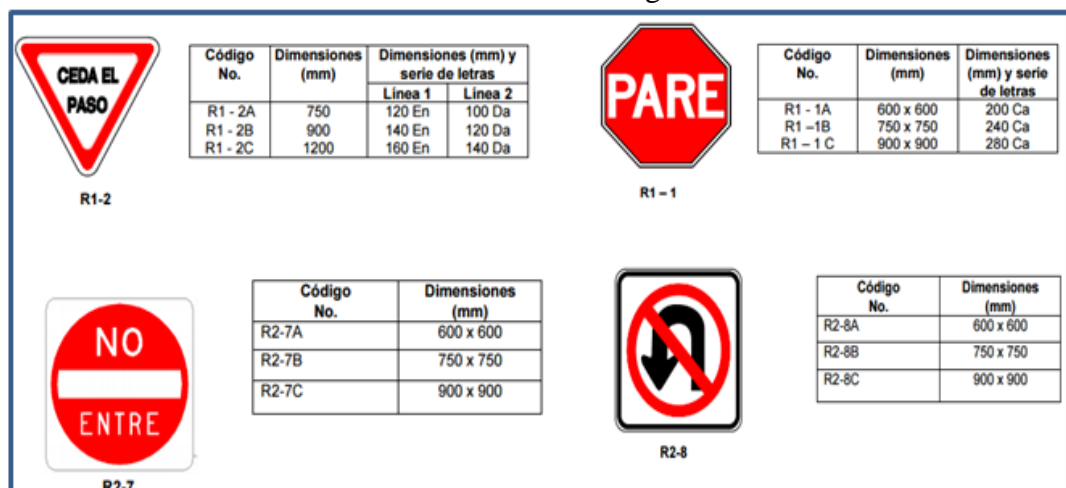 CEDA EL
PASO
R1-2
Código No. Dimensiones (mm) Dimensiones (mm) y serie de letras
Línea 1 Línea 2
R1 - 2A 750 120 En 100 Da
R1 - 2B 900 140 En 120 Da
R1 - 2C 1200 160 En 140 Da
PARE
R1 – 1
Código No. Dimensiones (mm) Dimensiones (mm) y serie de letras
R1 - 1A 600 x 600 200 Ca
R1 –1B 750 x 750 240 Ca
R1 – 1 C 900 x 900 280 Ca
NO
ENTRE
R2-7
Código No. Dimensiones (mm)
R2-7A 600 x 600
R2-7B 750 x 750
R2-7C 900 x 900
R2-8
Código No. Dimensiones (mm)
R2-8A 600 x 600
R2-8B 750 x 750
R2-8C 900 x 900